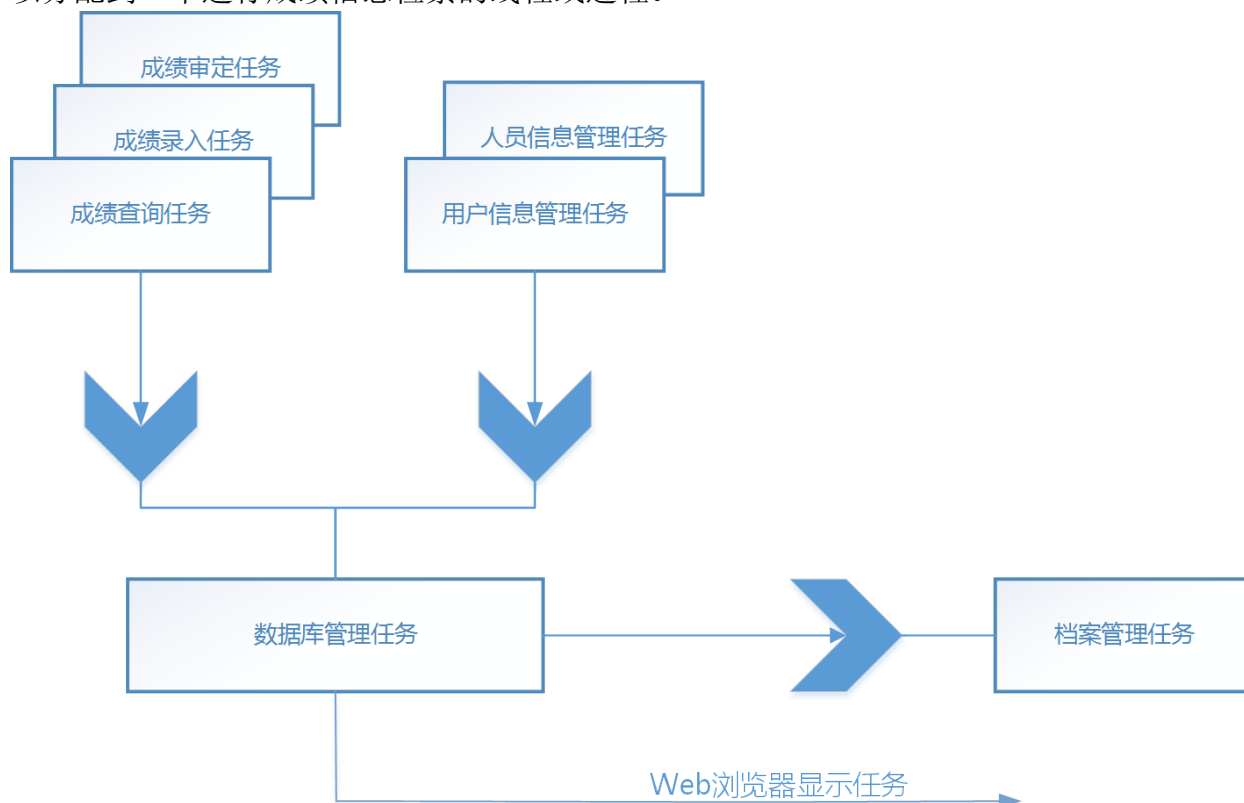 成绩审定任务
成绩录入任务
成绩查询任务
人员信息管理任务
用户信息管理任务
数据库管理任务
档案管理任务
Web浏览器显示任务